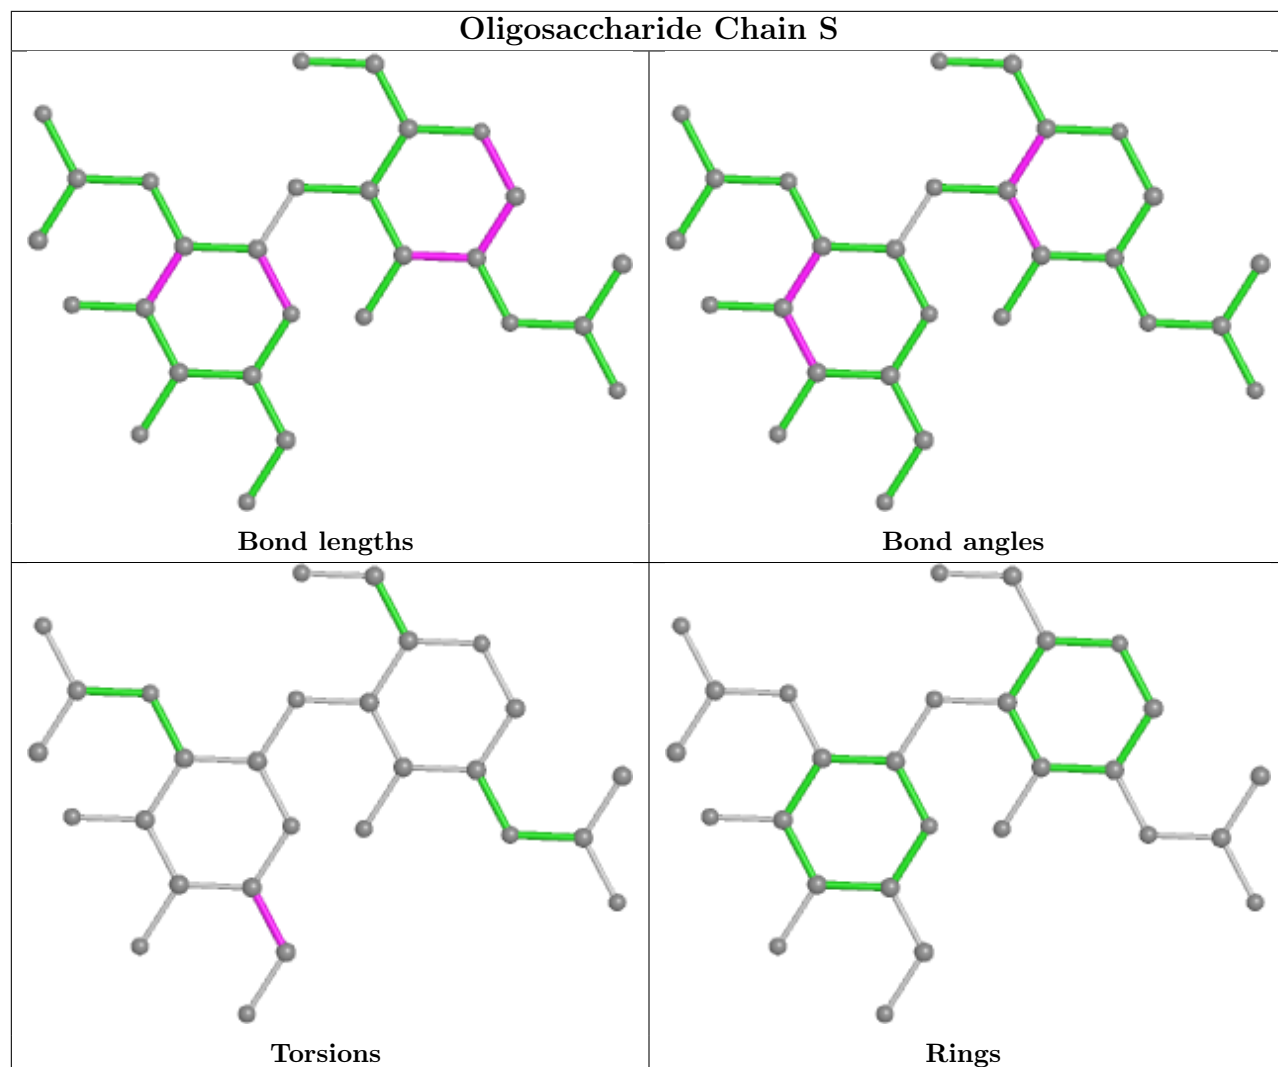 Oligosaccharide Chain S
Bond lengths
Bond angles
Torsions
Rings